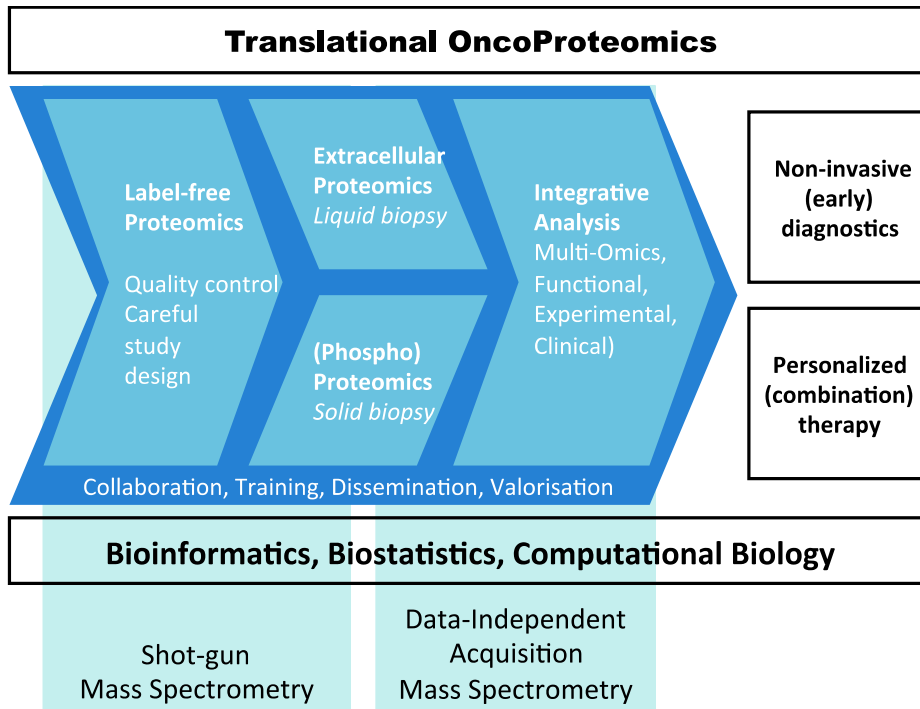 Translational OncoProteomics
Label-free
Proteomics
Quality control
Careful
study
design
Extracellular
Proteomics
Liquid biopsy
(Phospho)
Proteomics
Solid biopsy
Integrative
Analysis
Multi-Omics,
Functional,
Experimental,
Clinical)
Non-invasive
(early)
diagnostics
Personalized
(combination)
therapy
Collaboration, Training, Dissemination, Valorisation
Bioinformatics, Biostatistics, Computational Biology
Shot-gun
Mass Spectrometry
Data-Independent
Acquisition
Mass Spectrometry